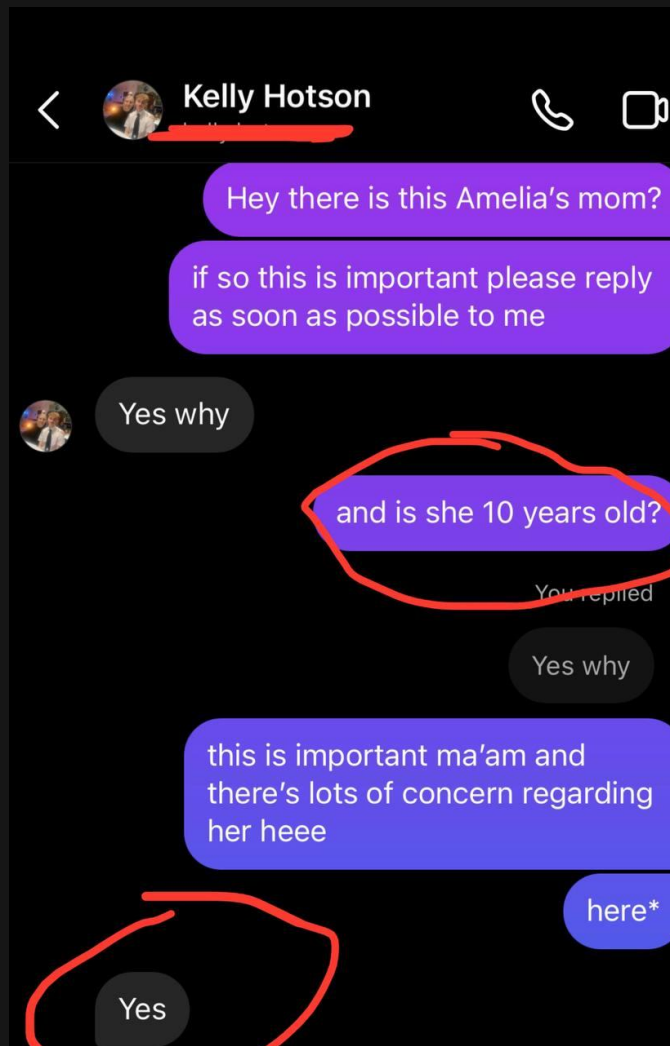 Kelly Hotson
Hey there is this Amelia's mom?
if so this is important please reply
as soon as possible to me
Yes why
and is she 10 years old?
You replied
Yes why
this is important ma'am and
there's lots of concern regarding
her heee
here*
Yes